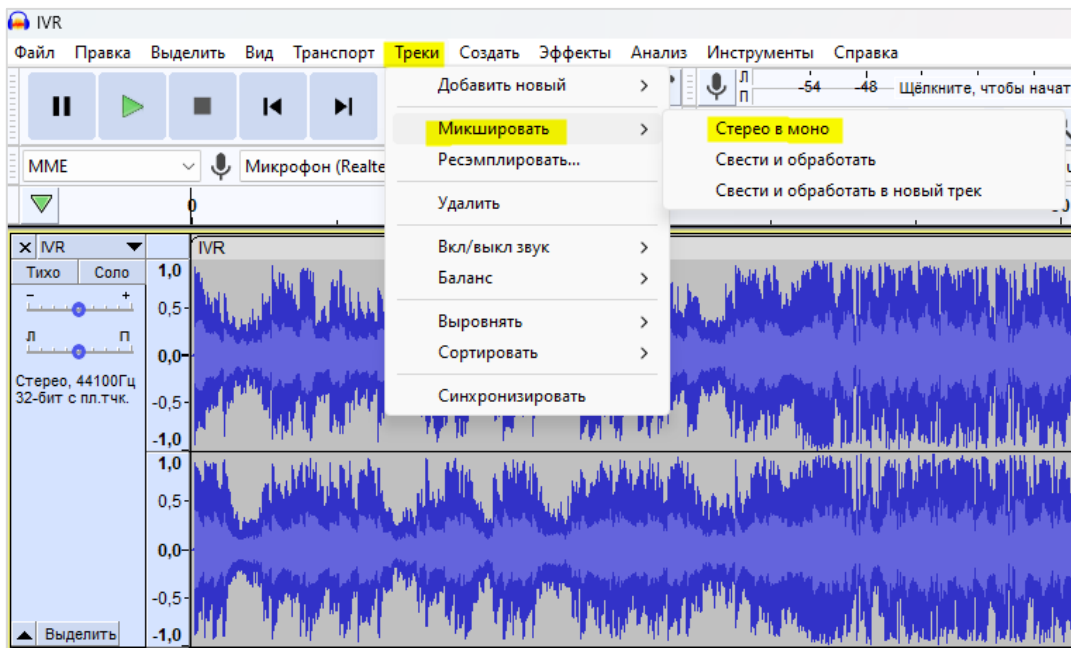 IVR
Файл Правка Выделить Вид Транспорт Треки Создать Эффекты Анализ Инструменты Справка
Добавить новый
Л
П
-54 -48 Щёлкните, чтобы начат
Микшировать
Стерео в моно
MME
Микрофон (Realte
Ресэмплировать...
Свести и обработать
Свести и обработать в новый трек
0
Удалить
IVR
IVR
Вкл/выкл звук
Тихо Соло
Баланс
- +
Л П
Выровнять
Сортировать
Стерео, 44100Гц
32-бит с пл.тчк.
Синхронизировать
1,0
0,5-
0,0-
-0,5-
-1,0
1,0
0,5-
0,0-
-0,5-
-1,0
Выделить